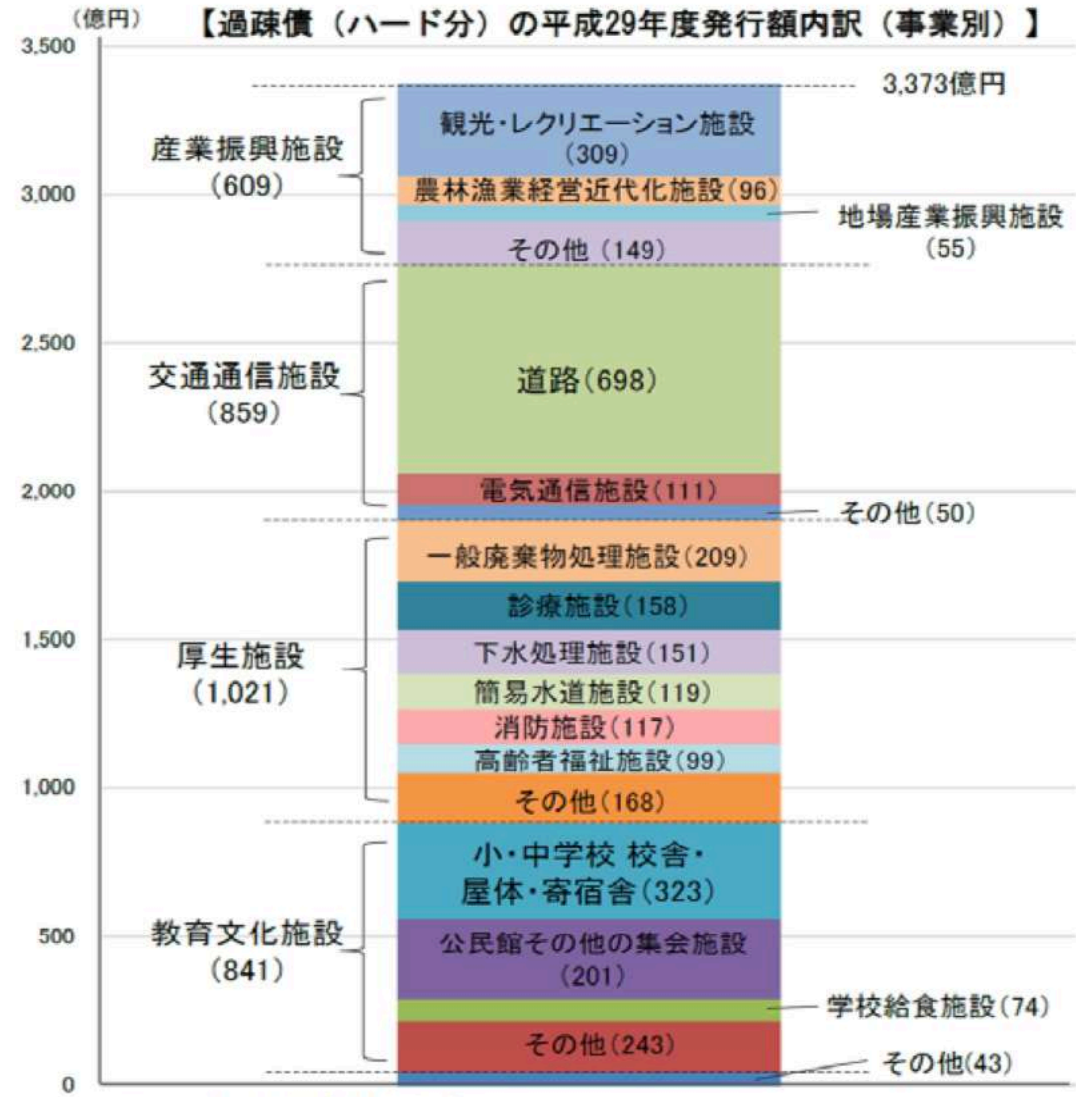 (億円)
【過疎債（ハード分）の平成29年度発行額内訳（事業別）】
3,500
3,373億円
観光・レクリエーション施設
(309)
産業振興施設
(609)
3,000
農林漁業経営近代化施設(96)
地場産業振興施設
(55)
その他 (149)
2,500
交通通信施設
(859)
道路(698)
2,000
電気通信施設(111)
その他(50)
一般廃棄物処理施設(209)
診療施設(158)
1,500
厚生施設
(1,021)
下水処理施設(151)
簡易水道施設(119)
消防施設(117)
高齢者福祉施設(99)
1,000
その他(168)
小・中学校 校舎・
屋体・寄宿舎(323)
500
教育文化施設
(841)
公民館その他の集会施設
(201)
学校給食施設(74)
その他(243)
その他(43)
0